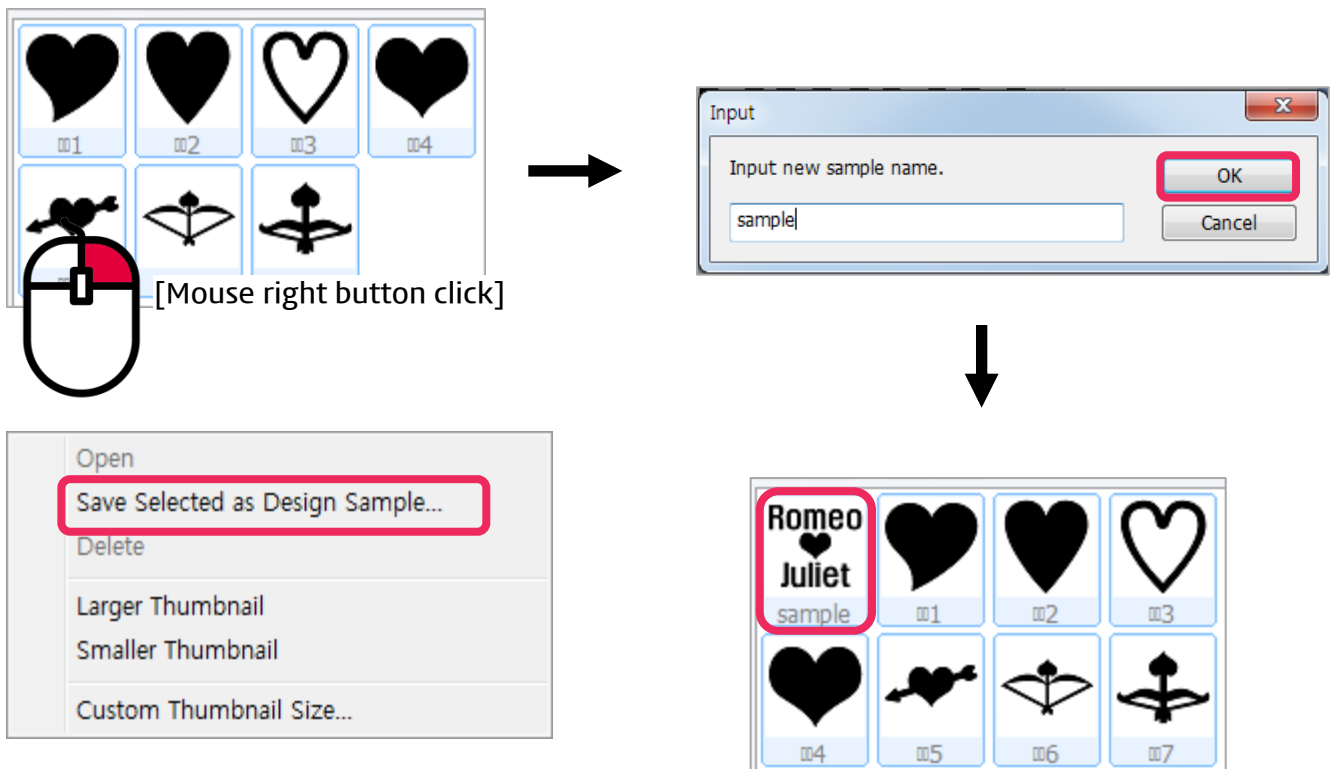 1
2
3
4
[Mouse right button click]
Open
Save Selected as Design Sample...
Delete
Larger Thumbnail
Smaller Thumbnail
Custom Thumbnail Size...
Input
Input new sample name.
OK
sample
Cancel
Romeo
Juliet
sample
1
2
3
4
5
6
7